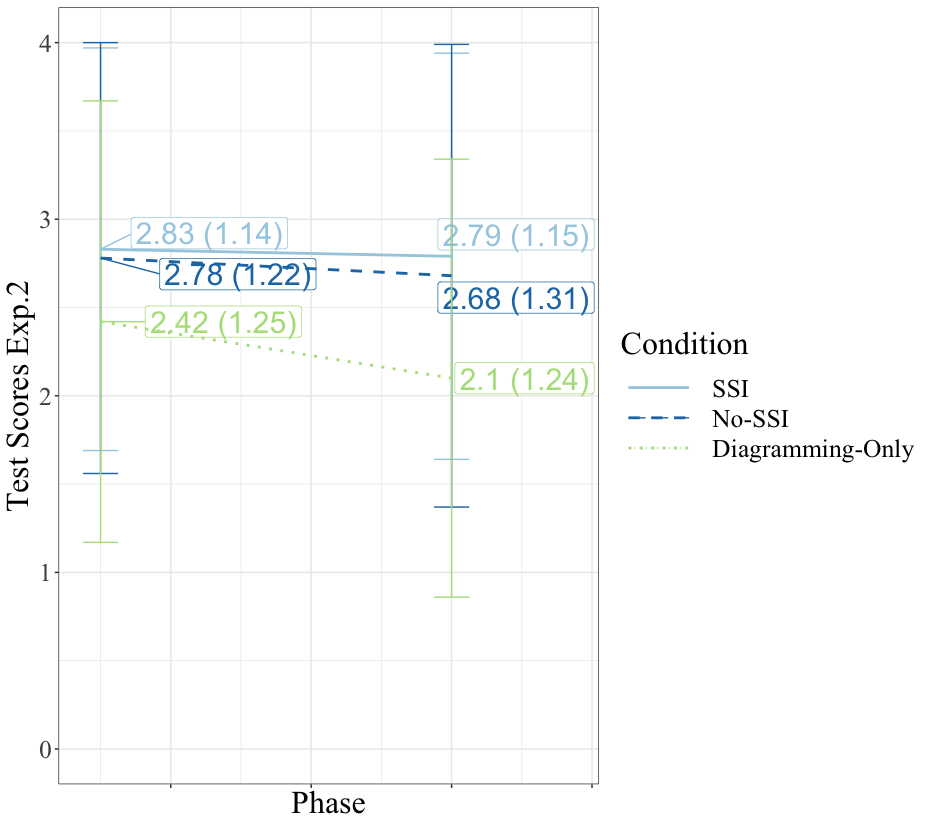 Test Scores Exp.2
4
3
2
1
0
2.83 (1.14)
2.79 (1.15)
2.78 (1.22)
2.68 (1.31)
2.42 (1.25)
2.1 (1.24)
Phase
Condition
SSI
No-SSI
Diagramming-Only